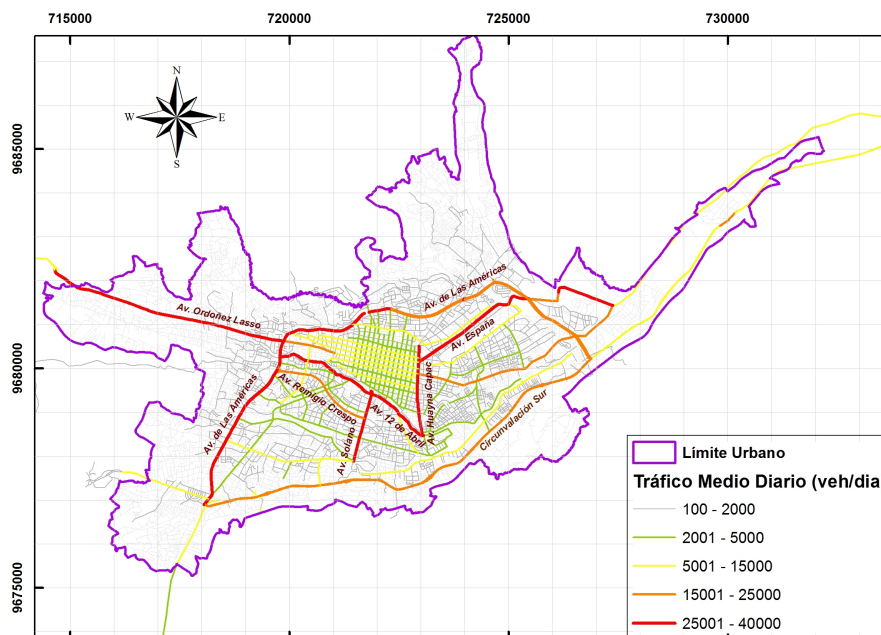 715000
720000
725000
730000
N
W
E
S
9685000
9680000
9675000
Av. de Las Américas
Av. Ordoñez Lasso
Av. España
Av. Remigio Crespo
Av. de Las Américas
Av. 12 de Abril
Av. Solano
Av. Huayna Capac
Circunvalación Sur
Límite Urbano
Tráfico Medio Diario (veh/dia
100 - 2000
2001 - 5000
5001 - 15000
15001 - 25000
25001 - 40000